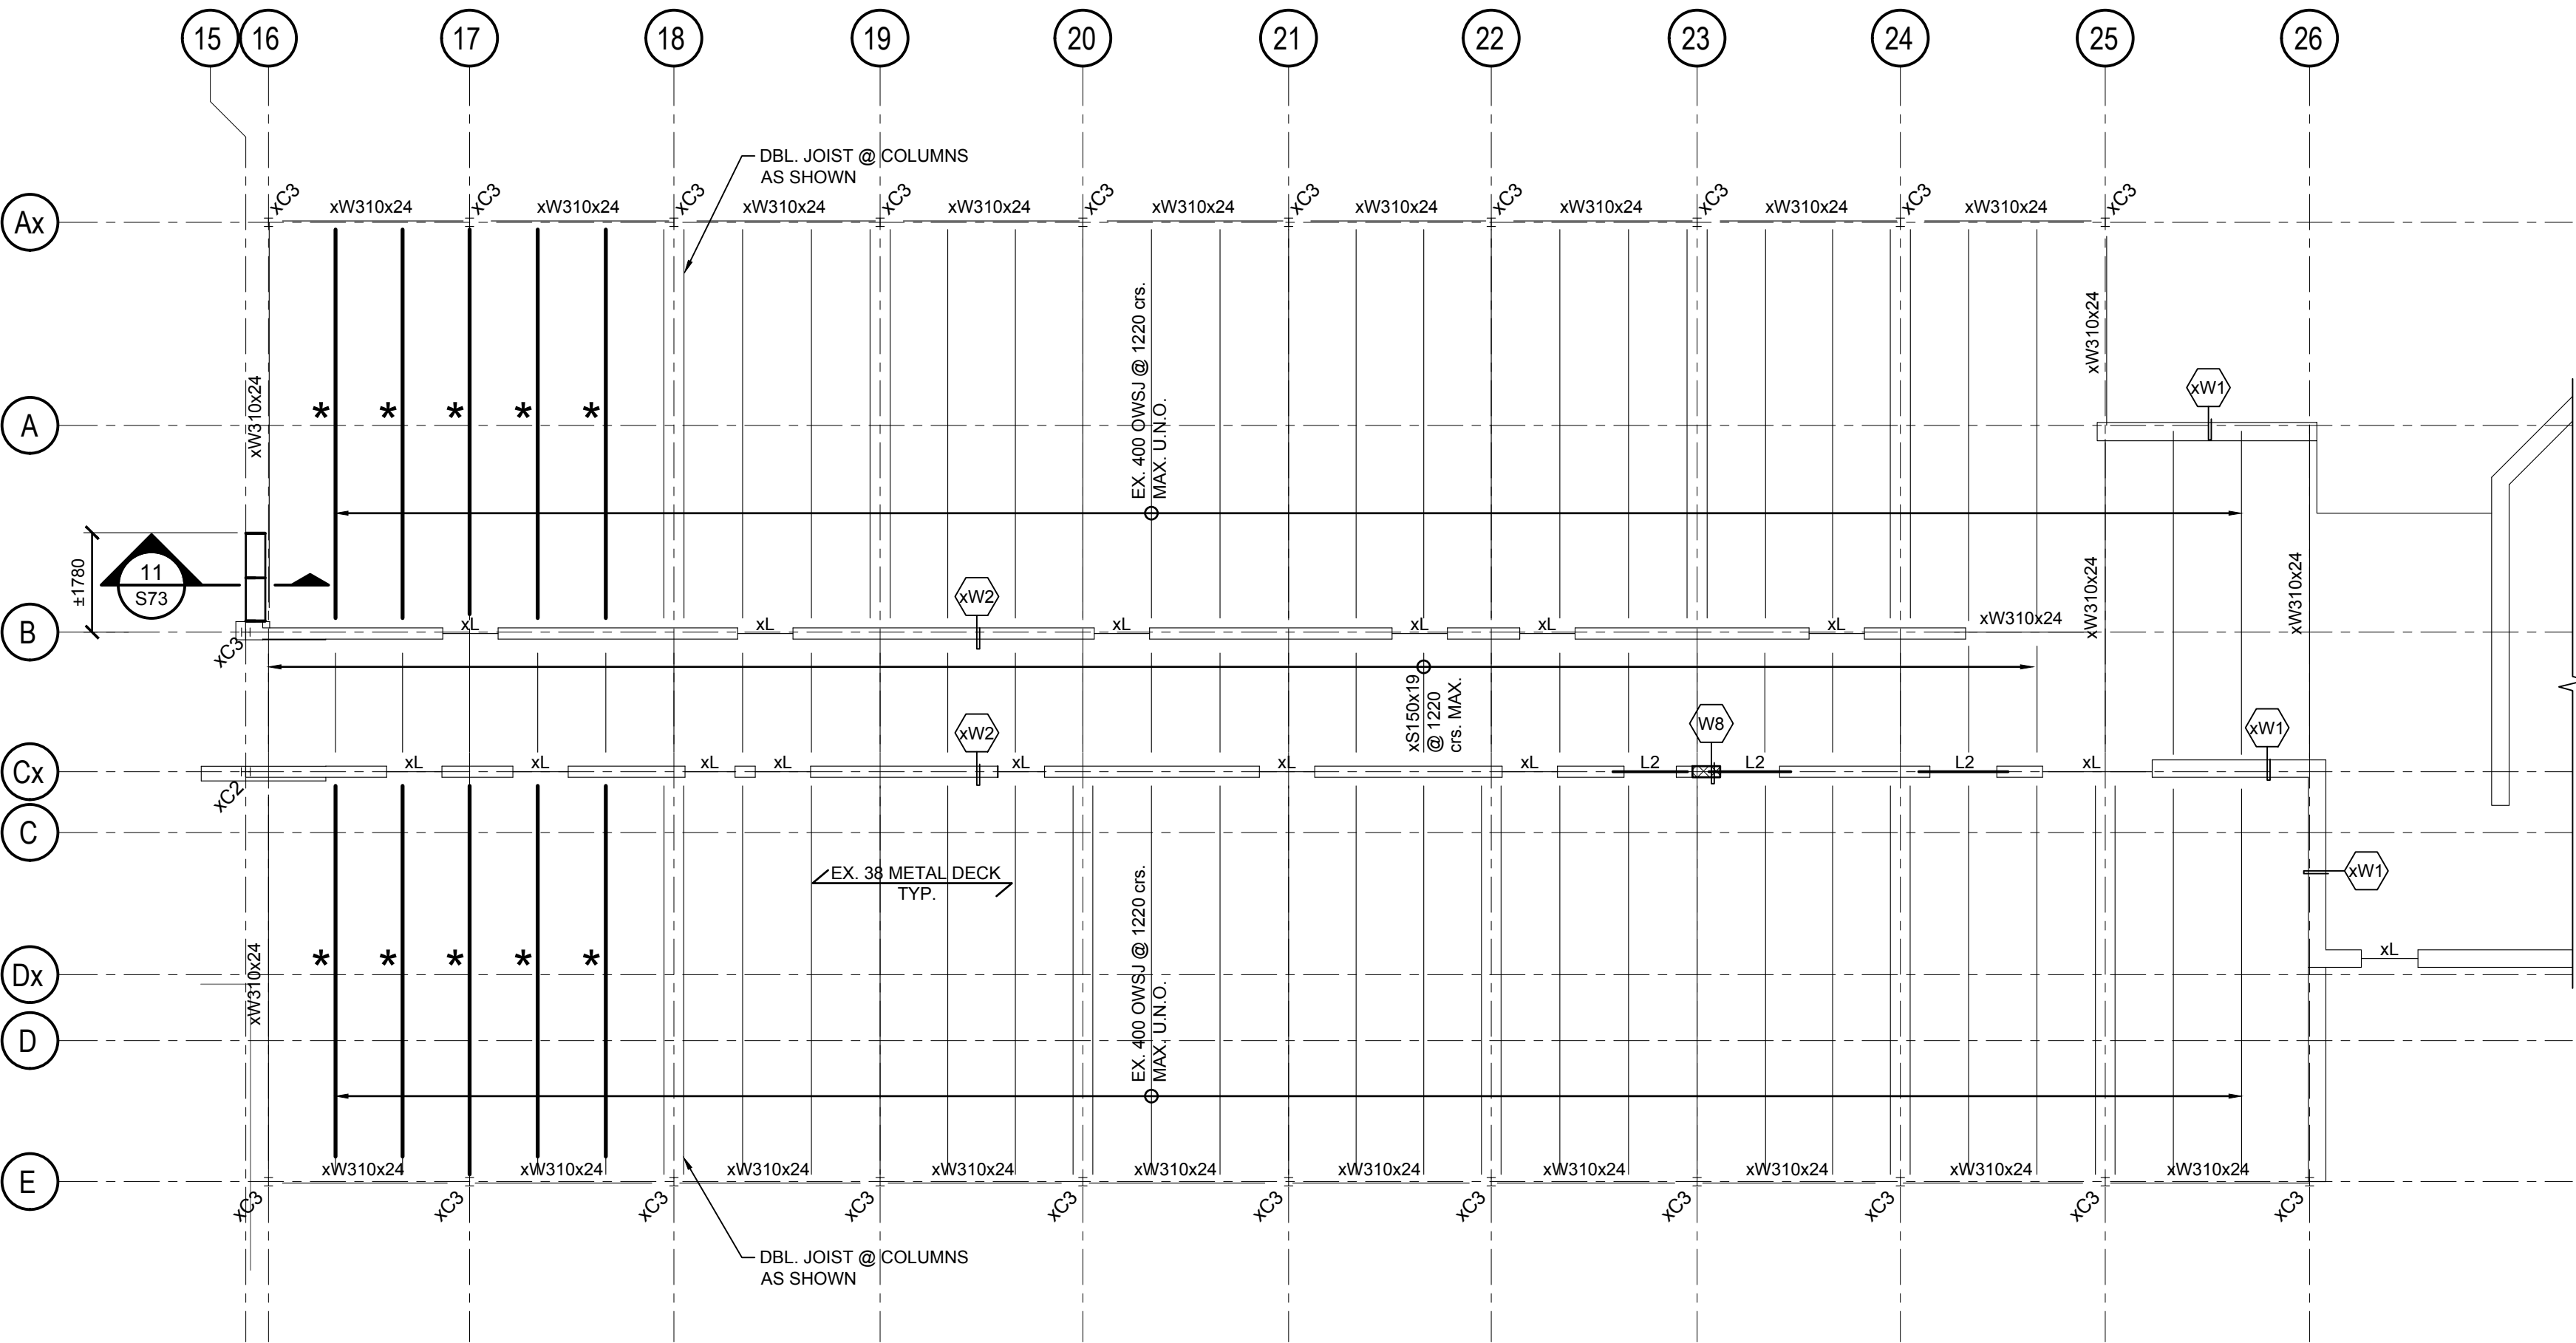 15 16 17 18 19 20 21 22 23 24 25 26
DBL. JOIST @ COLUMNS
AS SHOWN
xC3 xC3 xC3 xC3 xC3 xC3 xC3 xC3 xC3 xC3
xW310x24 xW310x24 xW310x24 xW310x24 xW310x24 xW310x24 xW310x24 xW310x24 xW310x24
Ax
xW310x24
EX. 400 OWSJ @ 1220 crs.
MAX. U.N.O.
xW310x24
xW1
A
* * * * *
±1780
11
S73
xW2
xW310x24
xW310x24
B
xL xL xL xL xL xL xW310x24
xC3
xS150x19
@ 1220
crs. MAX.
xW2
W8
xW1
Cx
xL xL xL xL xL xL L2 L2 L2 xL
xC2
C
EX. 38 METAL DECK
TYP.
xW1
EX. 400 OWSJ @ 1220 crs.
MAX. U.N.O.
* * * * *
xL
Dx
xW310x24
D
xW310x24 xW310x24 xW310x24 xW310x24 xW310x24 xW310x24 xW310x24 xW310x24 xW310x24 xW310x24
E
xC3 xC3 xC3 xC3 xC3 xC3 xC3 xC3 xC3 xC3 xC3
DBL. JOIST @ COLUMNS
AS SHOWN